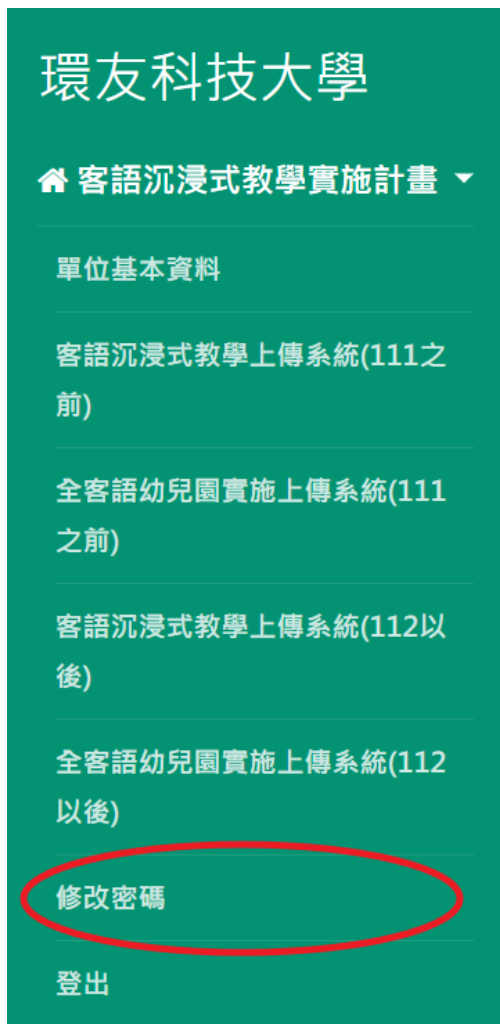 環友科技大學
客語沉浸式教學實施計畫
單位基本資料
客語沉浸式教學上傳系統(111之
前)
全客語幼兒園實施上傳系統(111
之前)
客語沉浸式教學上傳系統(112以
後)
全客語幼兒園實施上傳系統(112
以後)
修改密碼
登出